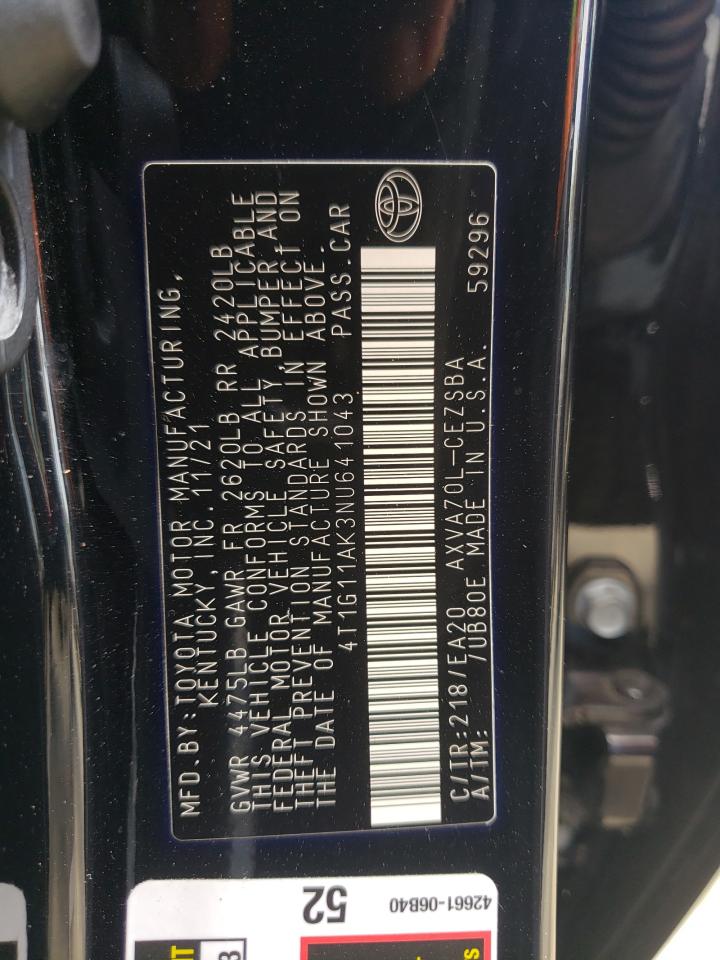 MFD.BY:TOYOTA MOTOR MANUFACTURING,
KENTUCKY, INC.11/21
GVWR 4475LB GAWR FR 2620LB RR 2420LB
THIS VEHICLE CONFORMS TO ALL APPLICABLE
FEDERAL MOTOR VEHICLE SAFETY,BUMPER,AND
THEFT PREVENTION STANDARDS IN EFFECT ON
THE DATE OF MANUFACTURE SHOWN ABOVE.
4T1G11AK3NU641043 PASS.CAR
C/TR:218/EA20 AXVA70L-CEZSBA
A/TM: /UB80E MADE IN U.S.A. 59296
52
42661-06B40